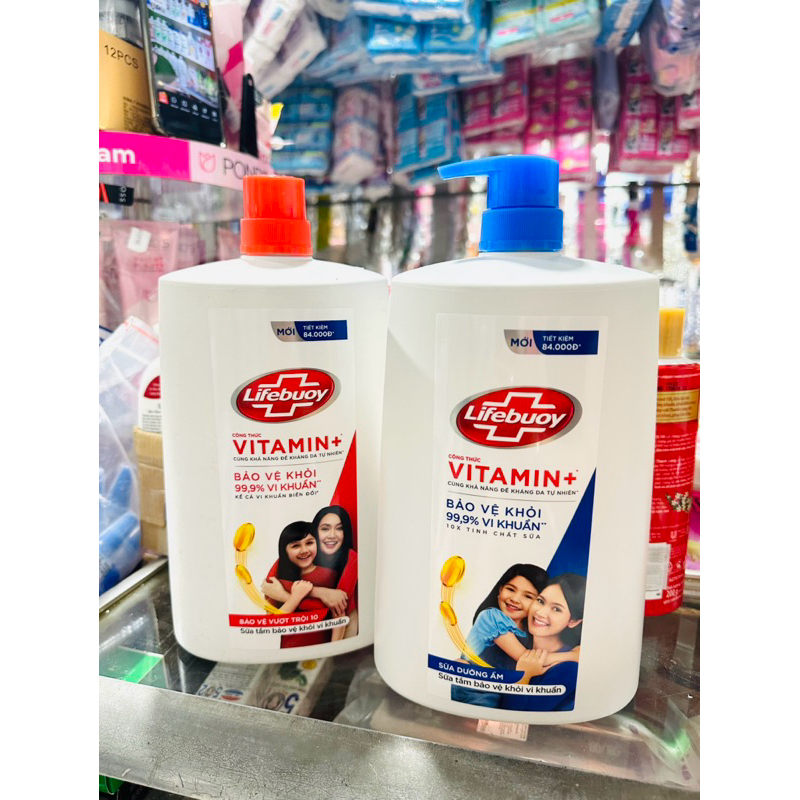 12PCS
am
POND
MỚI
TIẾT KIỆM
84.000Đ*
Lifebuoy
CÔNG THỨC
VITAMIN+
CÙNG KHẢ NĂNG ĐỀ KHÁNG DA TỰ NHIÊN*
BẢO VỆ KHỎI
99,9% VI KHUẨN**
KỂ CẢ VI KHUẨN BIẾN ĐỔI*
BẢO VỆ VƯỢT TRỘI 10
Sữa tắm bảo vệ khỏi vi khuẩn
MỚI
TIẾT KIỆM
84.000Đ*
Lifebuoy
CÔNG THỨC
VITAMIN+
CÙNG KHẢ NĂNG ĐỀ KHÁNG DA TỰ NHIÊN*
BẢO VỆ KHỎI
99,9% VI KHUẨN**
10X TINH CHẤT SỮA
SỮA DƯỠNG ẨM
Sữa tắm bảo vệ khỏi vi khuẩn